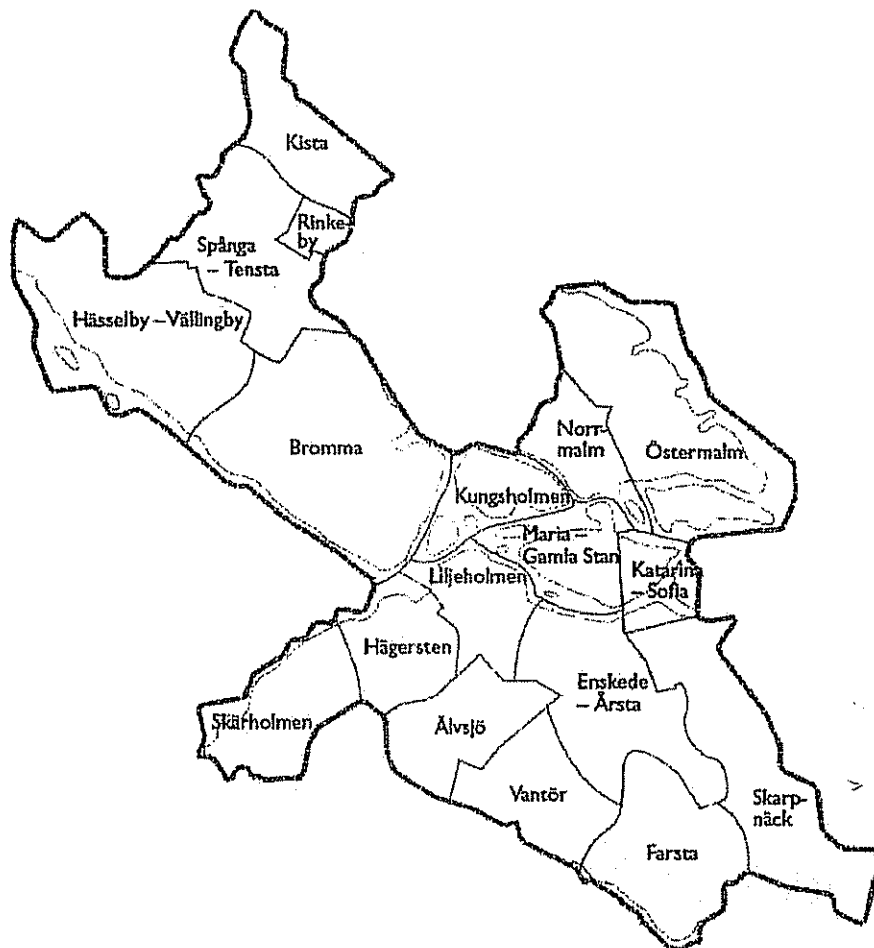 Kista
Rinke-
by
Spånga
– Tensta
Hässelby – Vällingby
Bromma
Norr-
malm
Östermalm
Kungsholmen
Maria –
Gamla Stan
Katarina
– Sofia
Liljeholmen
Hägersten
Enskede
– Årsta
Skärholmen
Älvsjö
Vantör
Skarp-
näck
Farsta